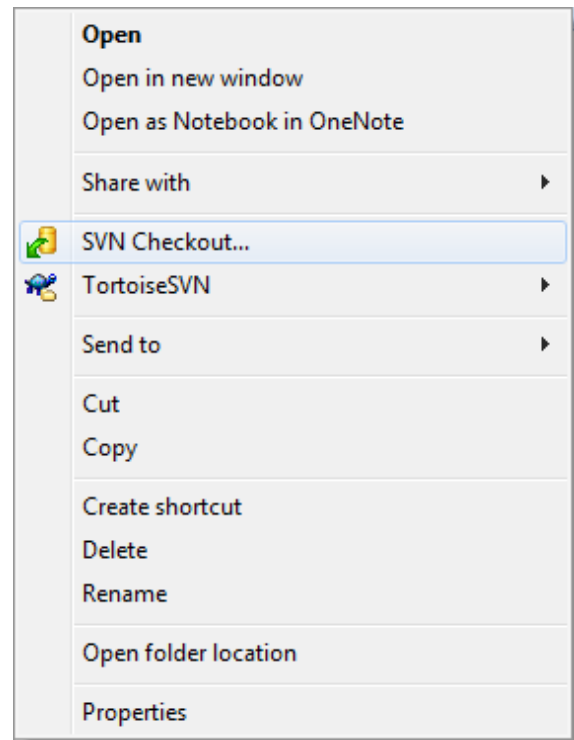 Open
Open in new window
Open as Notebook in OneNote
Share with
SVN Checkout...
TortoiseSVN
Send to
Cut
Copy
Create shortcut
Delete
Rename
Open folder location
Properties